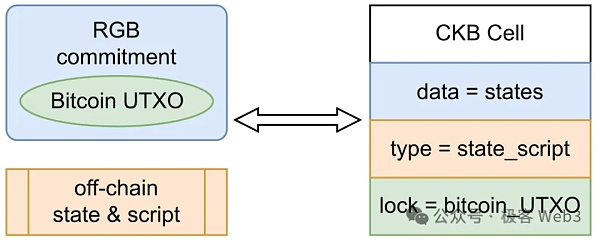 RGB
commitment
Bitcoin UTXO
off-chain
state & script
CKB Cell
data = states
type = state_script
lock = bitcoin_UTXO
公众号 · 极客 Web3